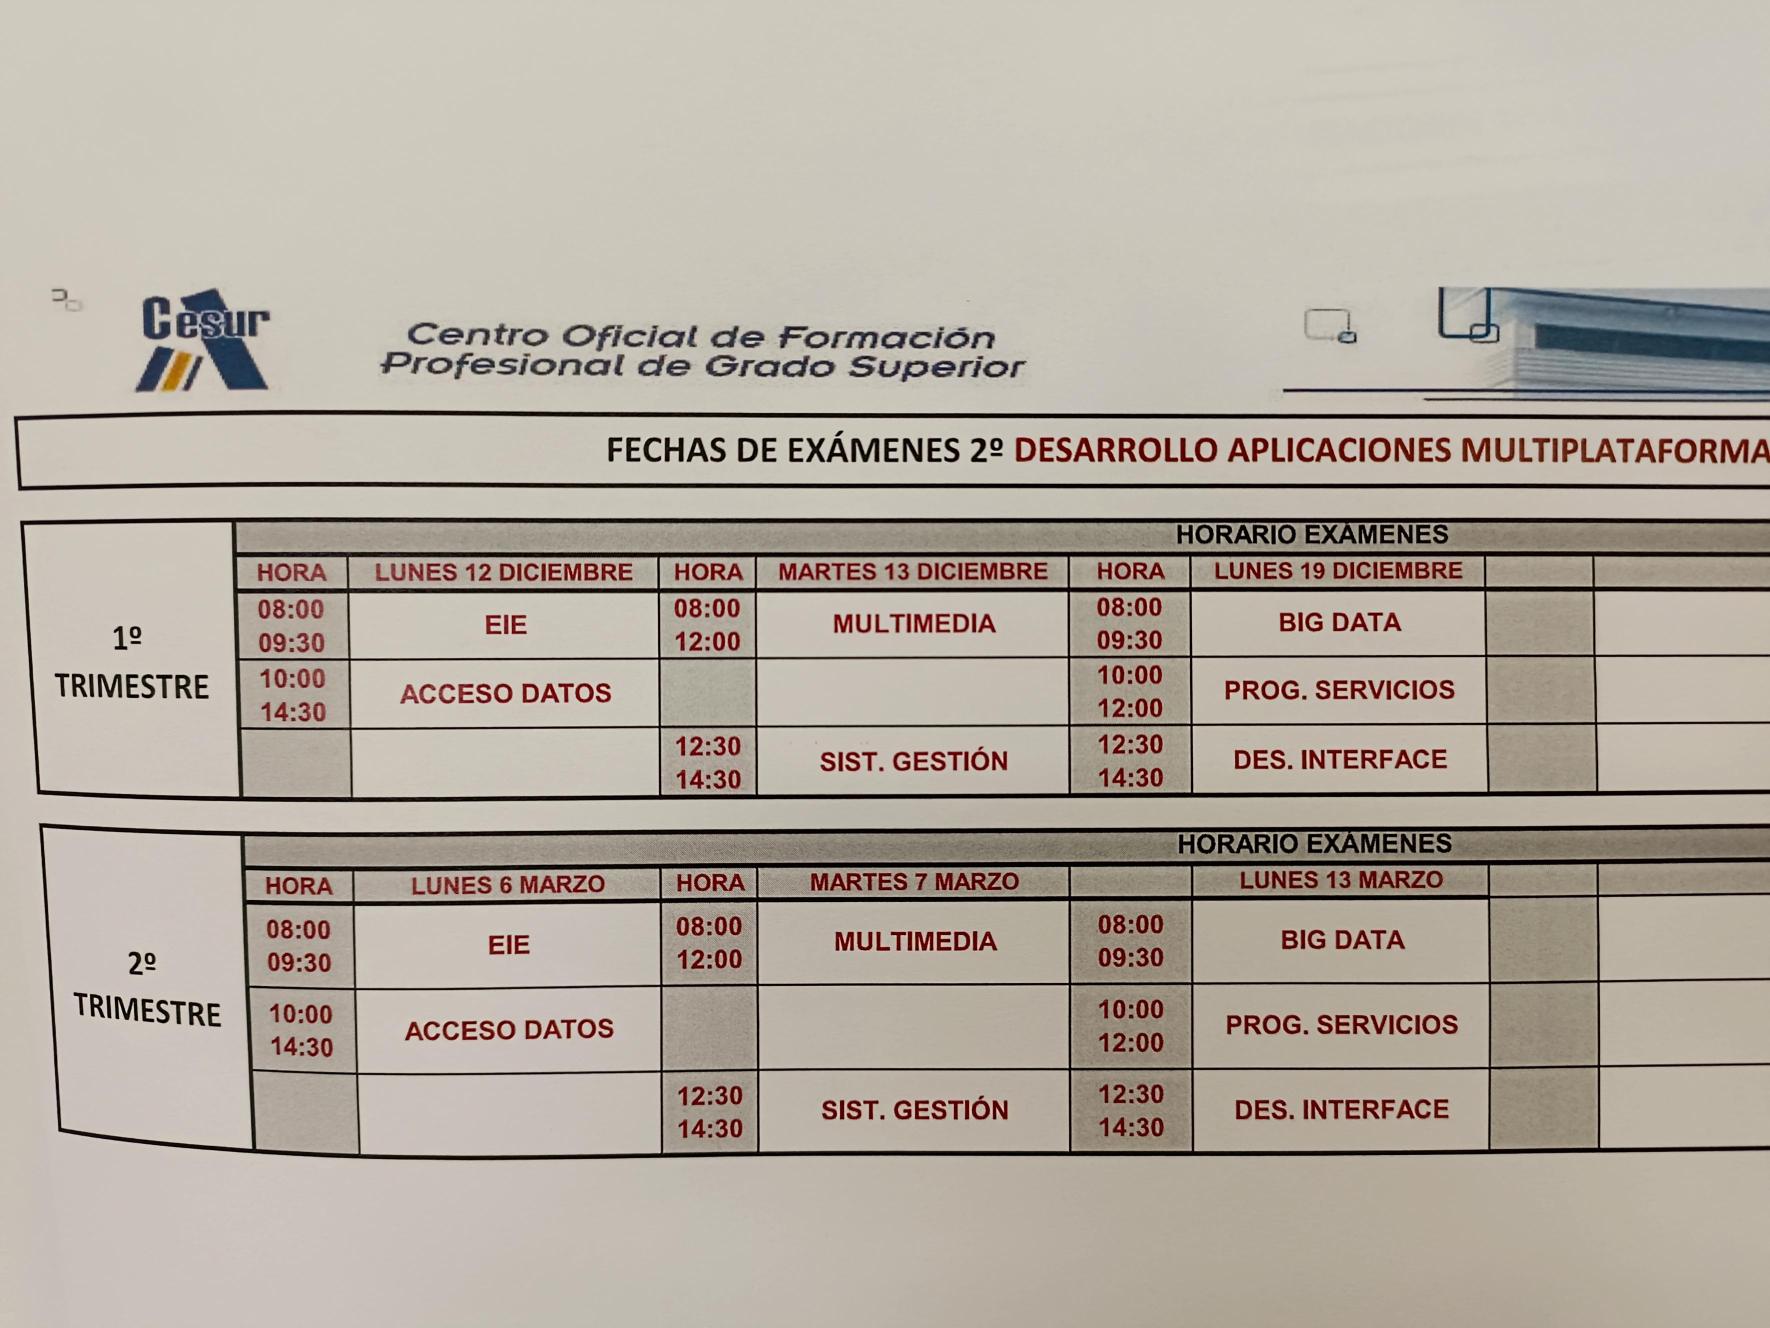 Cesur
Centro Oficial de Formación
Profesional de Grado Superior
FECHAS DE EXÁMENES 2º DESARROLLO APLICACIONES MULTIPLATAFORMA
1º
TRIMESTRE
HORARIO EXÁMENES
HORA LUNES 12 DICIEMBRE HORA MARTES 13 DICIEMBRE HORA LUNES 19 DICIEMBRE
08:00 08:00 08:00
EIE MULTIMEDIA BIG DATA
09:30 12:00 09:30
10:00 10:00
ACCESO DATOS PROG. SERVICIOS
14:30 12:00
12:30 12:30
SIST. GESTIÓN DES. INTERFACE
14:30 14:30
2º
TRIMESTRE
HORARIO EXÁMENES
HORA LUNES 6 MARZO HORA MARTES 7 MARZO LUNES 13 MARZO
08:00 08:00 08:00
EIE MULTIMEDIA BIG DATA
09:30 12:00 09:30
10:00 10:00
ACCESO DATOS PROG. SERVICIOS
14:30 12:00
12:30 12:30
SIST. GESTIÓN DES. INTERFACE
14:30 14:30